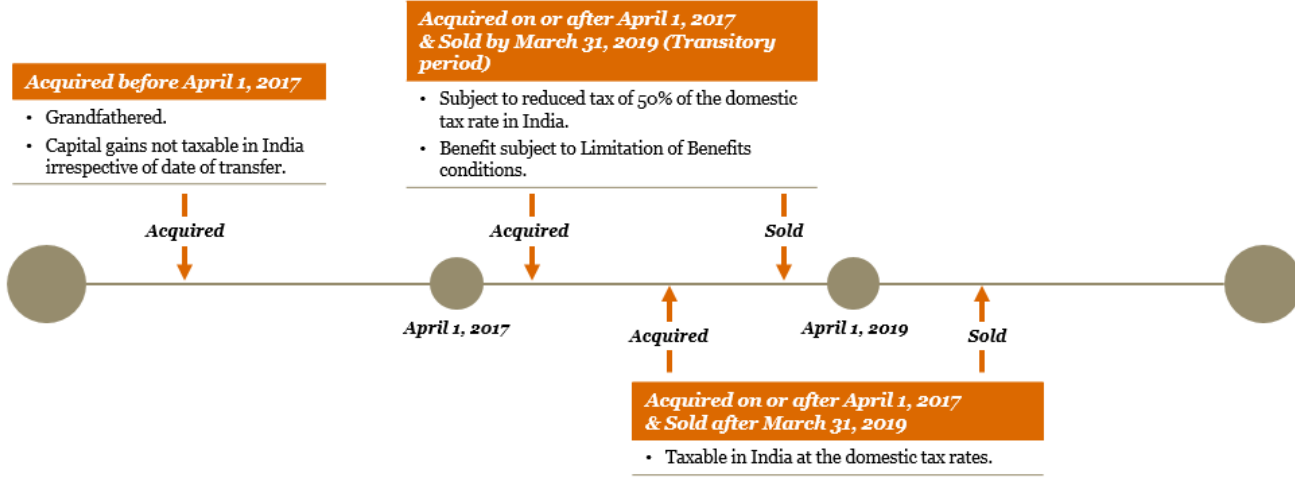 Acquired before April 1, 2017
• Grandfathered.
• Capital gains not taxable in India
irrespective of date of transfer.
Acquired on or after April 1, 2017
& Sold by March 31, 2019 (Transitory
period)
• Subject to reduced tax of 50% of the domestic
tax rate in India.
• Benefit subject to Limitation of Benefits
conditions.
Acquired
Acquired
Sold
April 1, 2017
Acquired
April 1, 2019
Sold
Acquired on or after April 1, 2017
& Sold after March 31, 2019
• Taxable in India at the domestic tax rates.